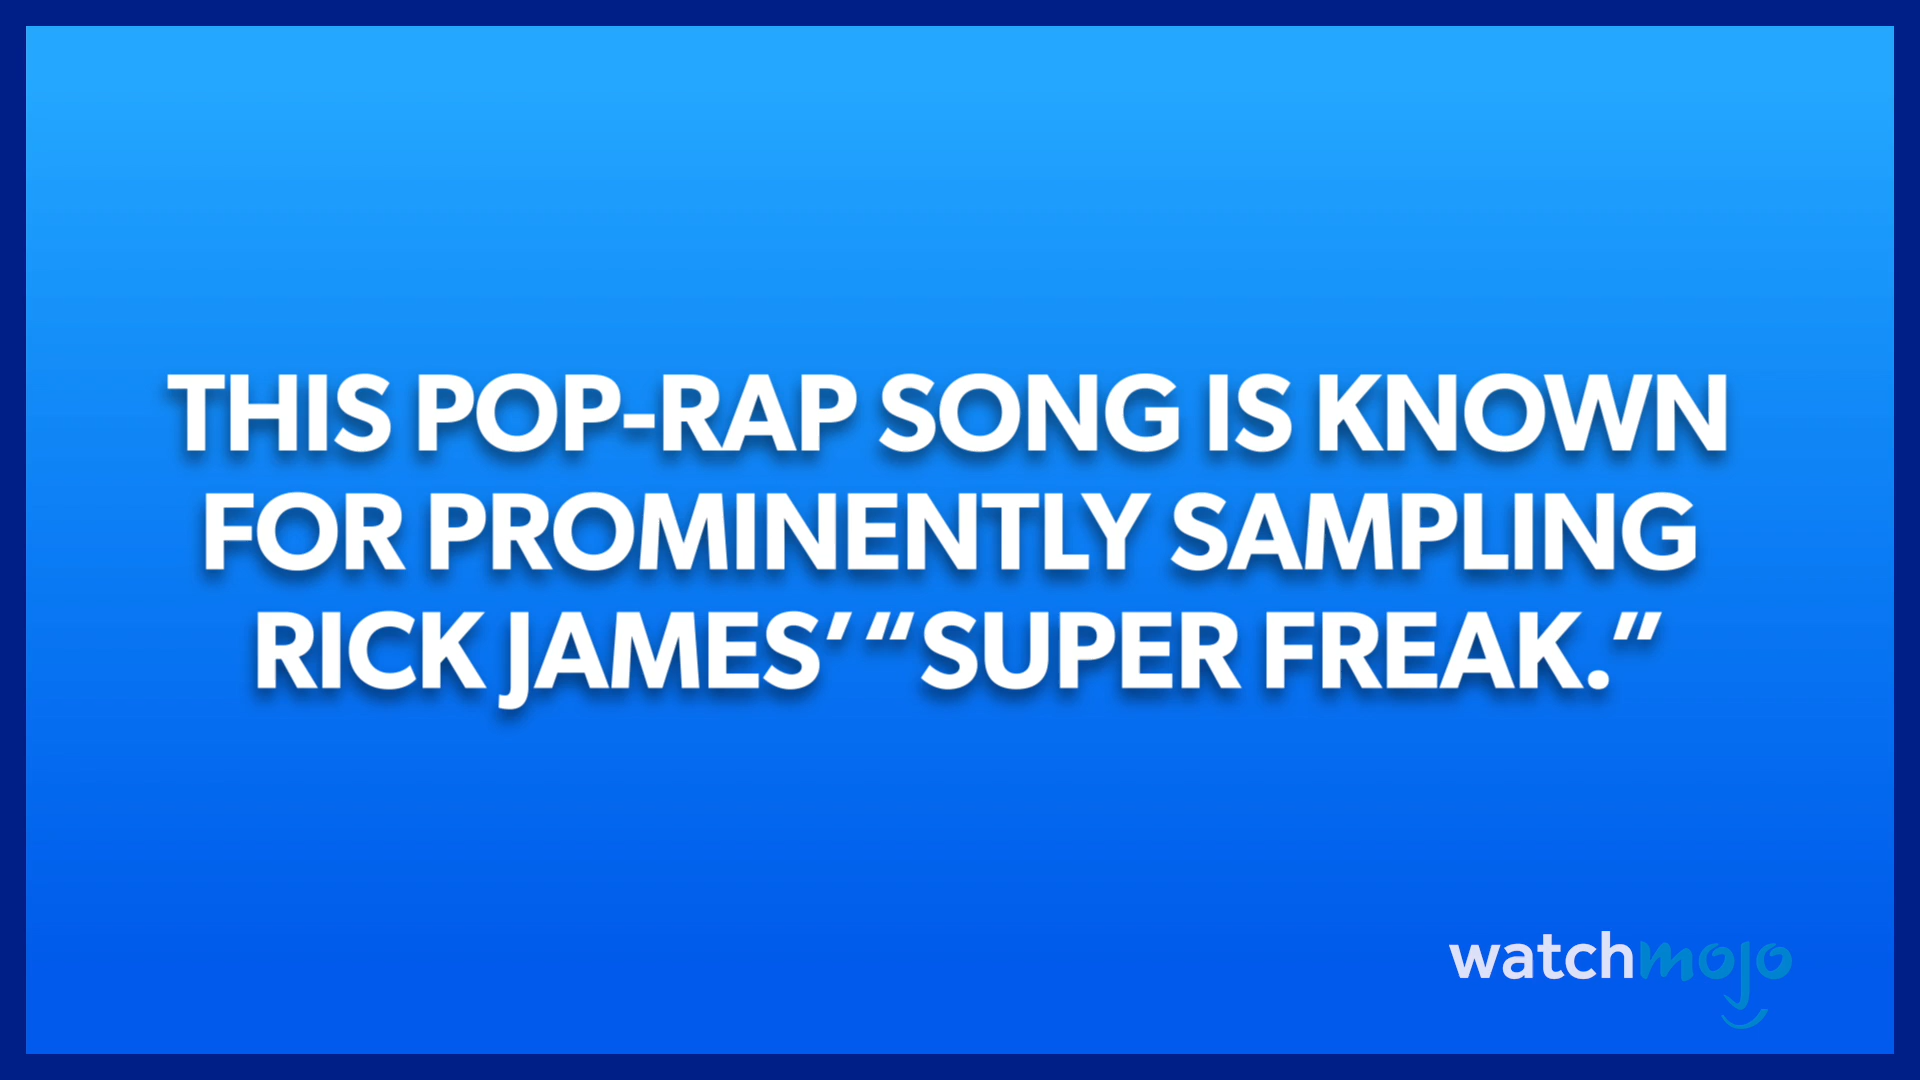 THIS POP-RAP SONG IS KNOWN
FOR PROMINENTLY SAMPLING
RICK JAMES’ “SUPER FREAK.”
watchmojo